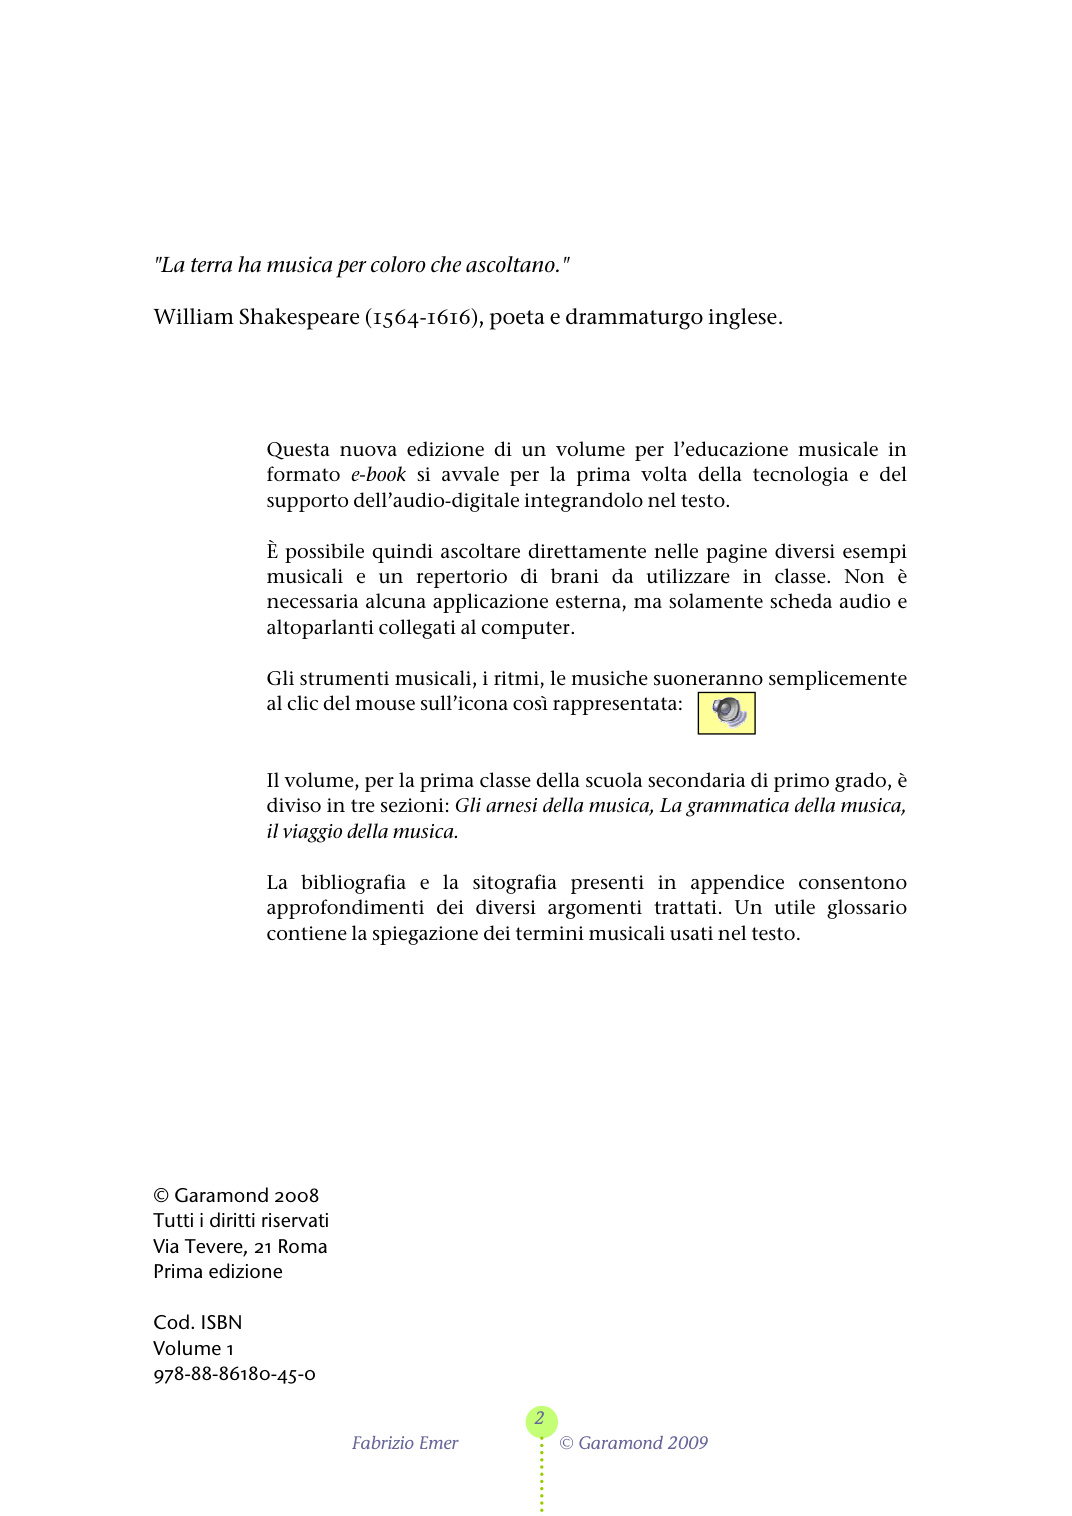 "La terra ha musica per coloro che ascoltano."
William Shakespeare (1564-1616), poeta e drammaturgo inglese.
Questa nuova edizione di un volume per l’educazione musicale in
formato e-book si avvale per la prima volta della tecnologia e del
supporto dell’audio-digitale integrandolo nel testo.
È possibile quindi ascoltare direttamente nelle pagine diversi esempi
musicali e un repertorio di brani da utilizzare in classe. Non è
necessaria alcuna applicazione esterna, ma solamente scheda audio e
altoparlanti collegati al computer.
Gli strumenti musicali, i ritmi, le musiche suoneranno semplicemente
al clic del mouse sull’icona così rappresentata:
Il volume, per la prima classe della scuola secondaria di primo grado, è
diviso in tre sezioni: Gli arnesi della musica, La grammatica della musica,
il viaggio della musica.
La bibliografia e la sitografia presenti in appendice consentono
approfondimenti dei diversi argomenti trattati. Un utile glossario
contiene la spiegazione dei termini musicali usati nel testo.
© Garamond 2008
Tutti i diritti riservati
Via Tevere, 21 Roma
Prima edizione
Cod. ISBN
Volume 1
978-88-86180-45-0
2
Fabrizio Emer © Garamond 2009